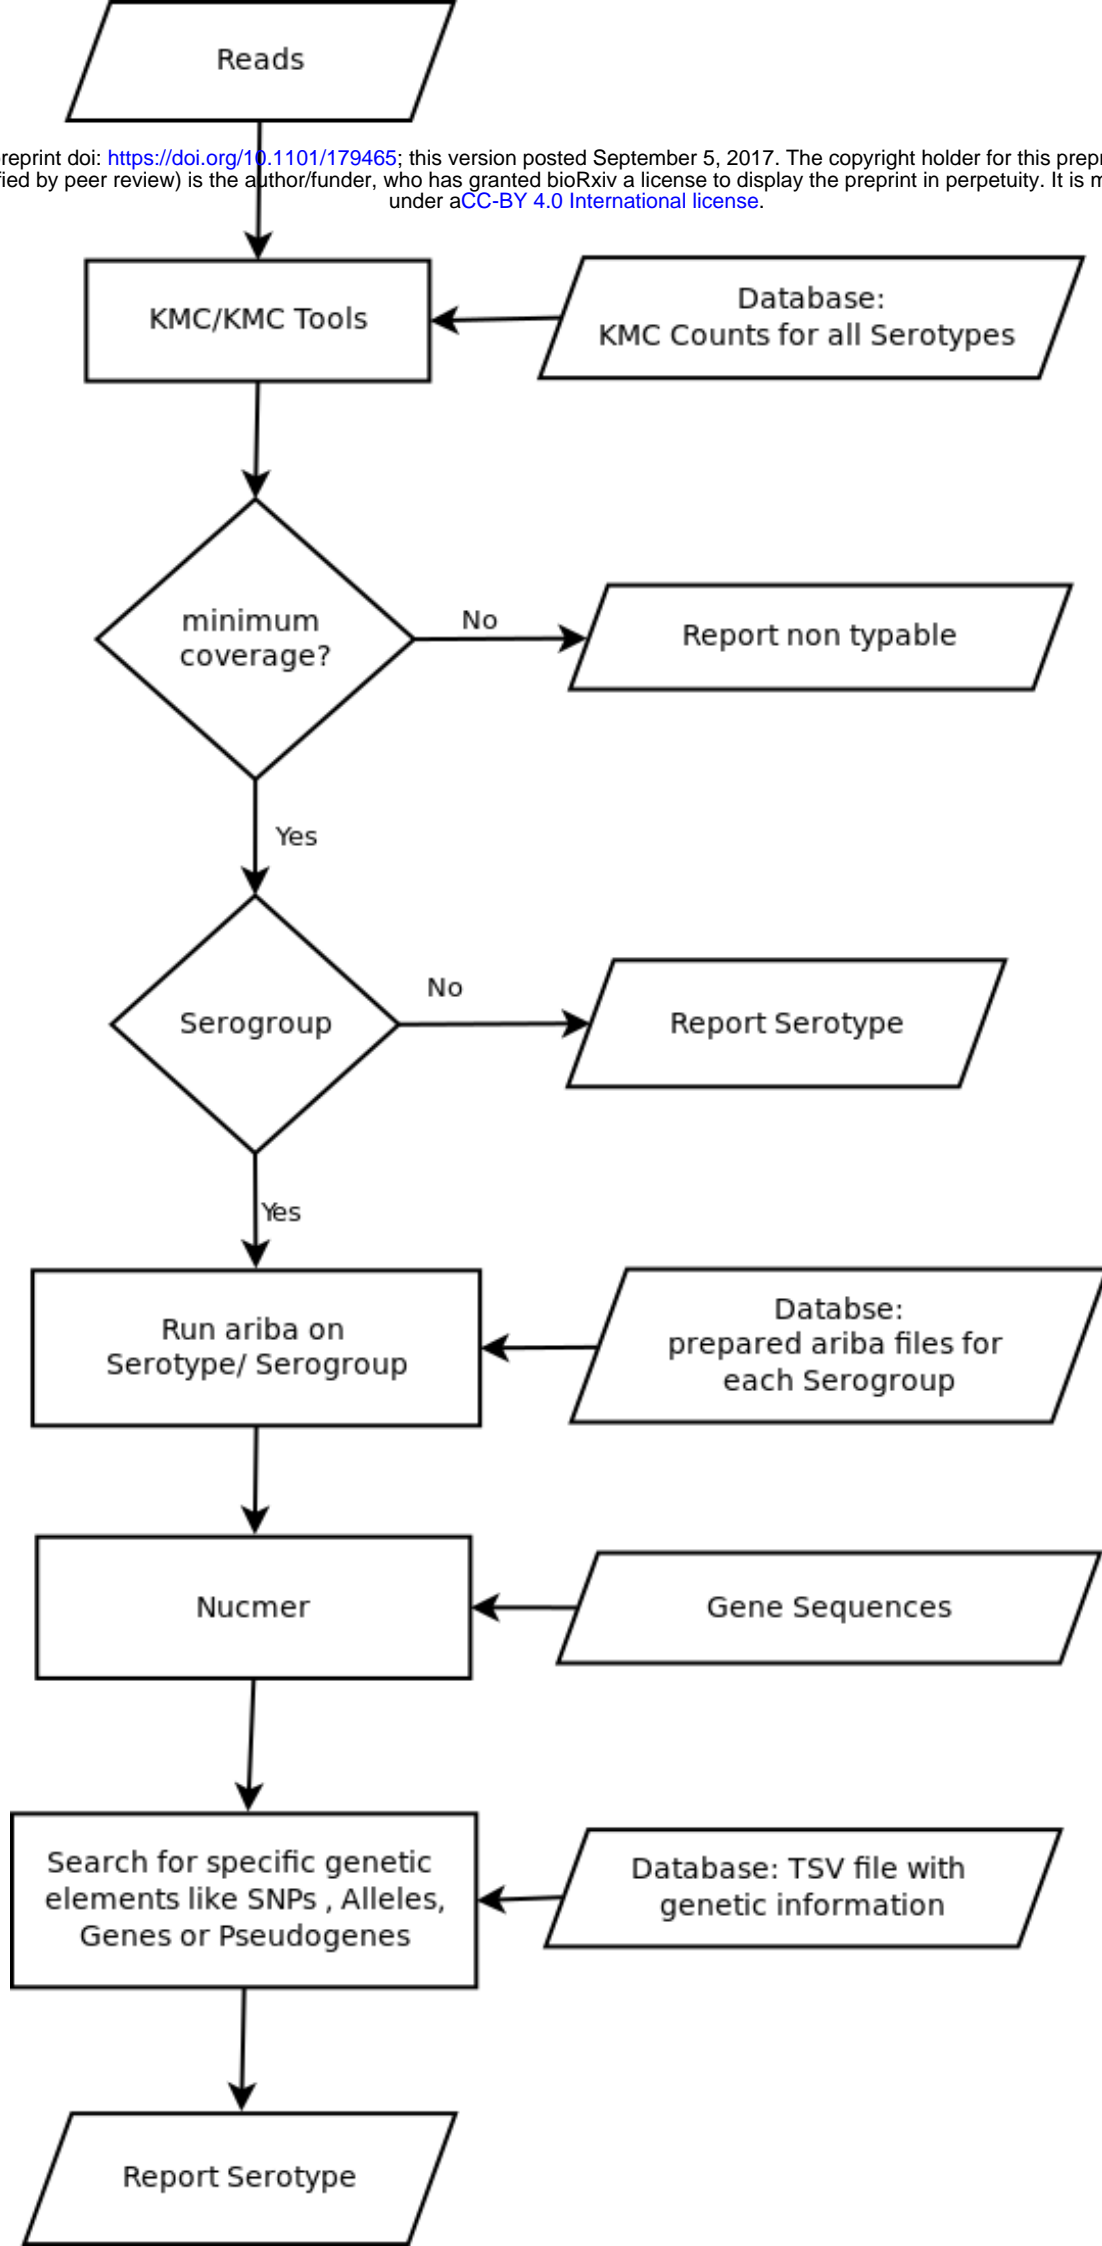 Reads
reprint doi: https://doi.org/10.1101/179465; this version posted September 5, 2017. The copyright holder for this prepr
fied by peer review) is the author/funder, who has granted bioRxiv a license to display the preprint in perpetuity. It is m
under aCC-BY 4.0 International license.
KMC/KMC Tools
Database:
KMC Counts for all Serotypes
minimum
coverage?
No
Report non typable
Yes
Serogroup
No
Report Serotype
Yes
Run ariba on
Serotype/ Serogroup
Databse:
prepared ariba files for
each Serogroup
Nucmer
Gene Sequences
Search for specific genetic
elements like SNPs , Alleles,
Genes or Pseudogenes
Database: TSV file with
genetic information
Report Serotype